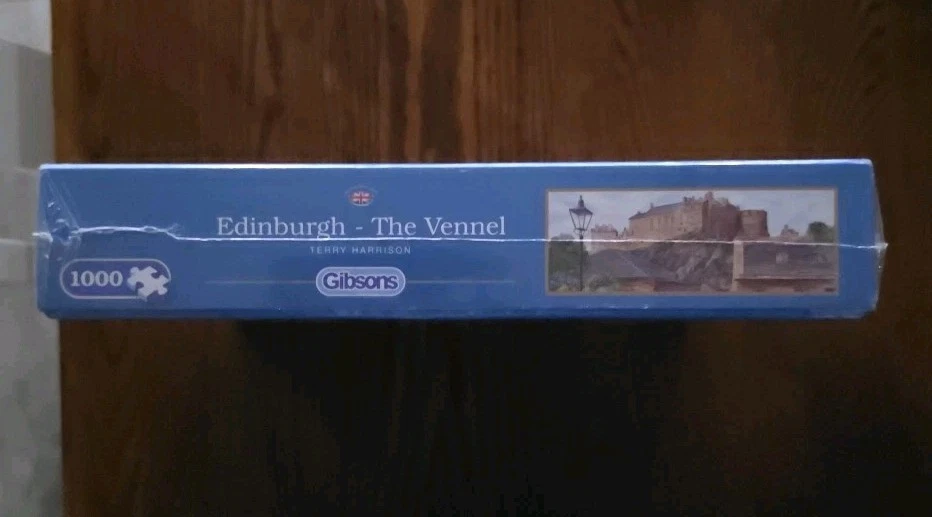 Edinburgh - The Vennel
TERRY HARRISON
1000
Gibsons